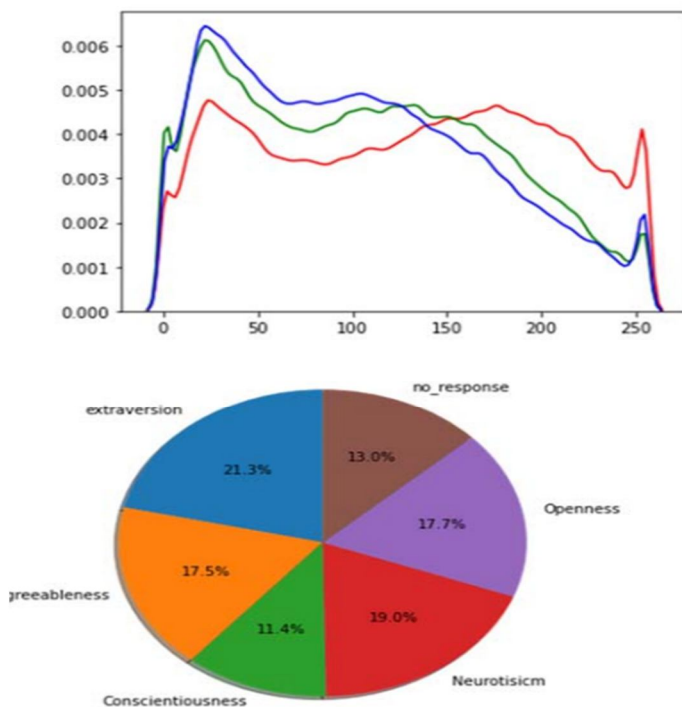 0.006
0.005
0.004
0.003
0.002
0.001
0.000
0 50 100 150 200 250
no_response
extraversion
13.0%
21.3%
Openness
17.7%
17.5%
greeableness
11.4%
19.0%
Neurotisicm
Conscientiousness